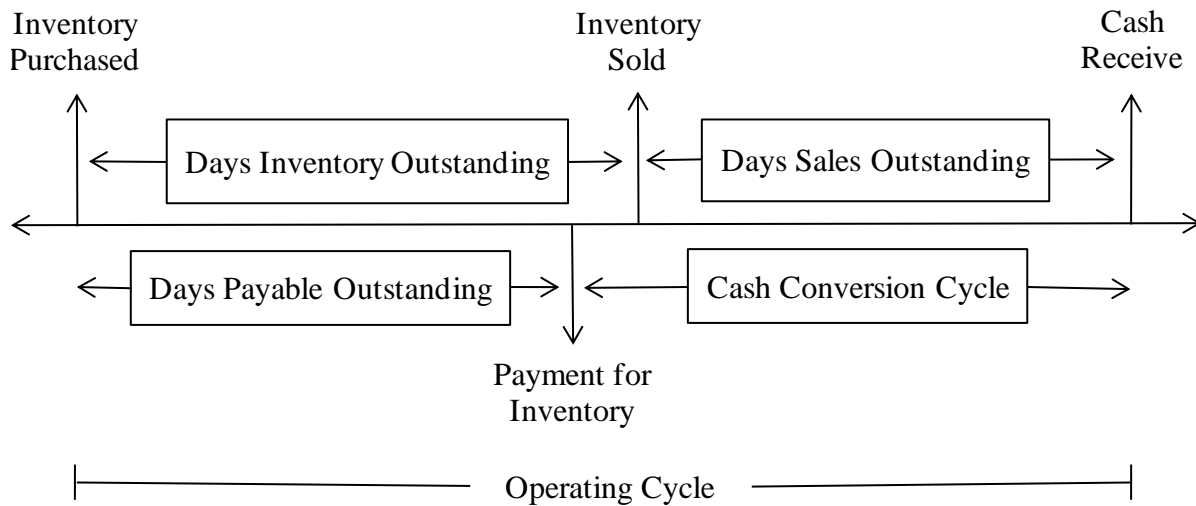 Inventory
Purchased
Inventory
Sold
Cash
Receive
Days Inventory Outstanding
Days Sales Outstanding
Days Payable Outstanding
Cash Conversion Cycle
Payment for
Inventory
Operating Cycle